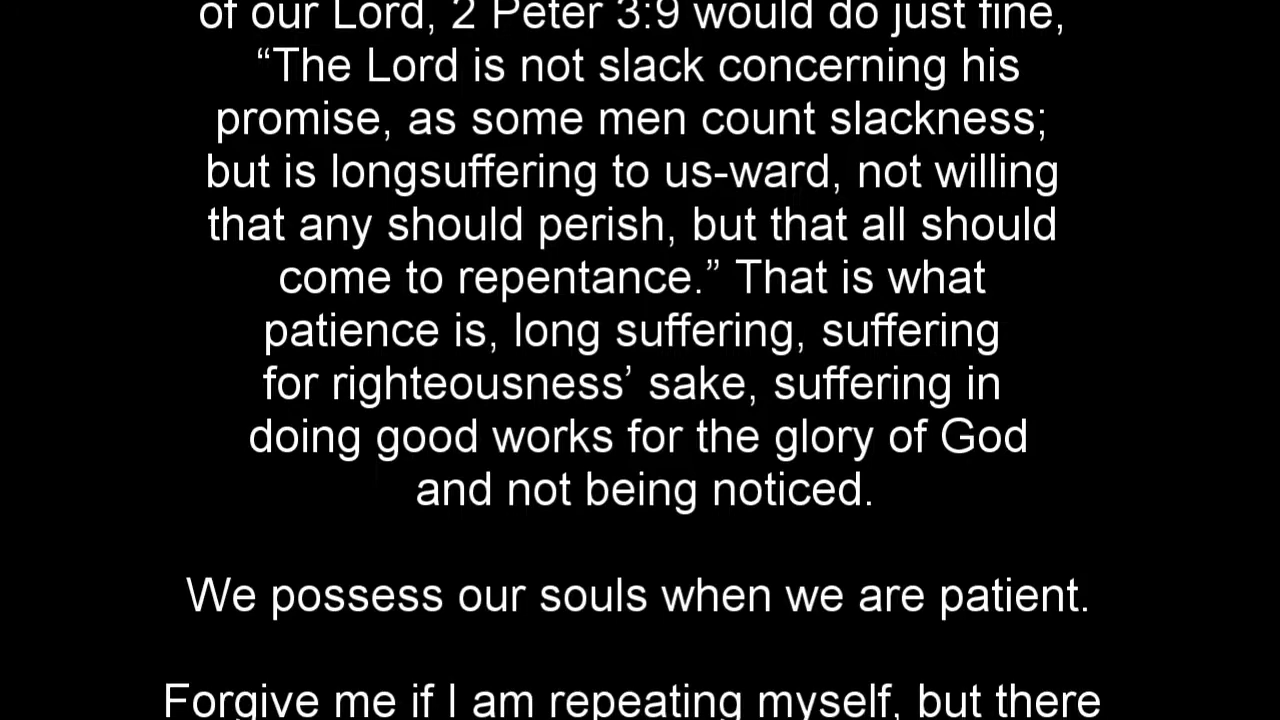 of our Lord, 2 Peter 3:9 would do just fine,
“The Lord is not slack concerning his
promise, as some men count slackness;
but is longsuffering to us-ward, not willing
that any should perish, but that all should
come to repentance.” That is what
patience is, long suffering, suffering
for righteousness’ sake, suffering in
doing good works for the glory of God
and not being noticed.
We possess our souls when we are patient.
Forgive me if I am repeating myself, but there